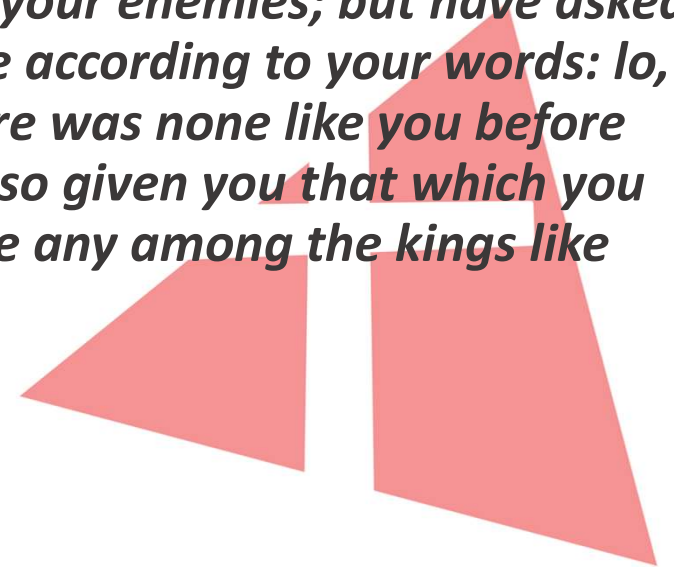 your enemies; but have asked
e according to your words: lo,
re was none like you before
so given you that which you
e any among the kings like